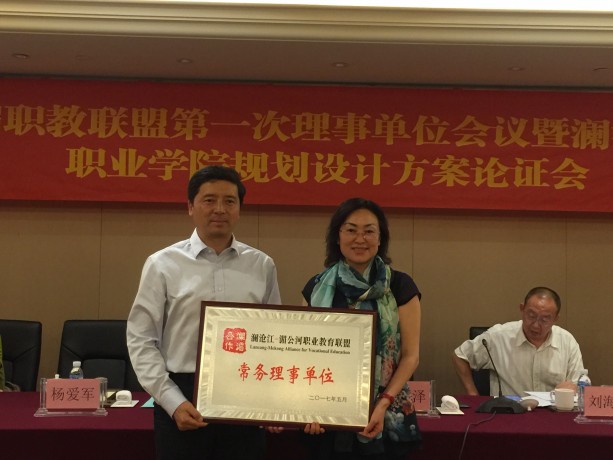 职教联盟第一次理事单位会议暨澜
职业学院规划设计方案论证会
澜沧江-湄公河职业教育联盟
Lancang-Mekong Alliance for Vocational Education
常务理事单位
二〇一七年五月
杨爱军
泽
刘海